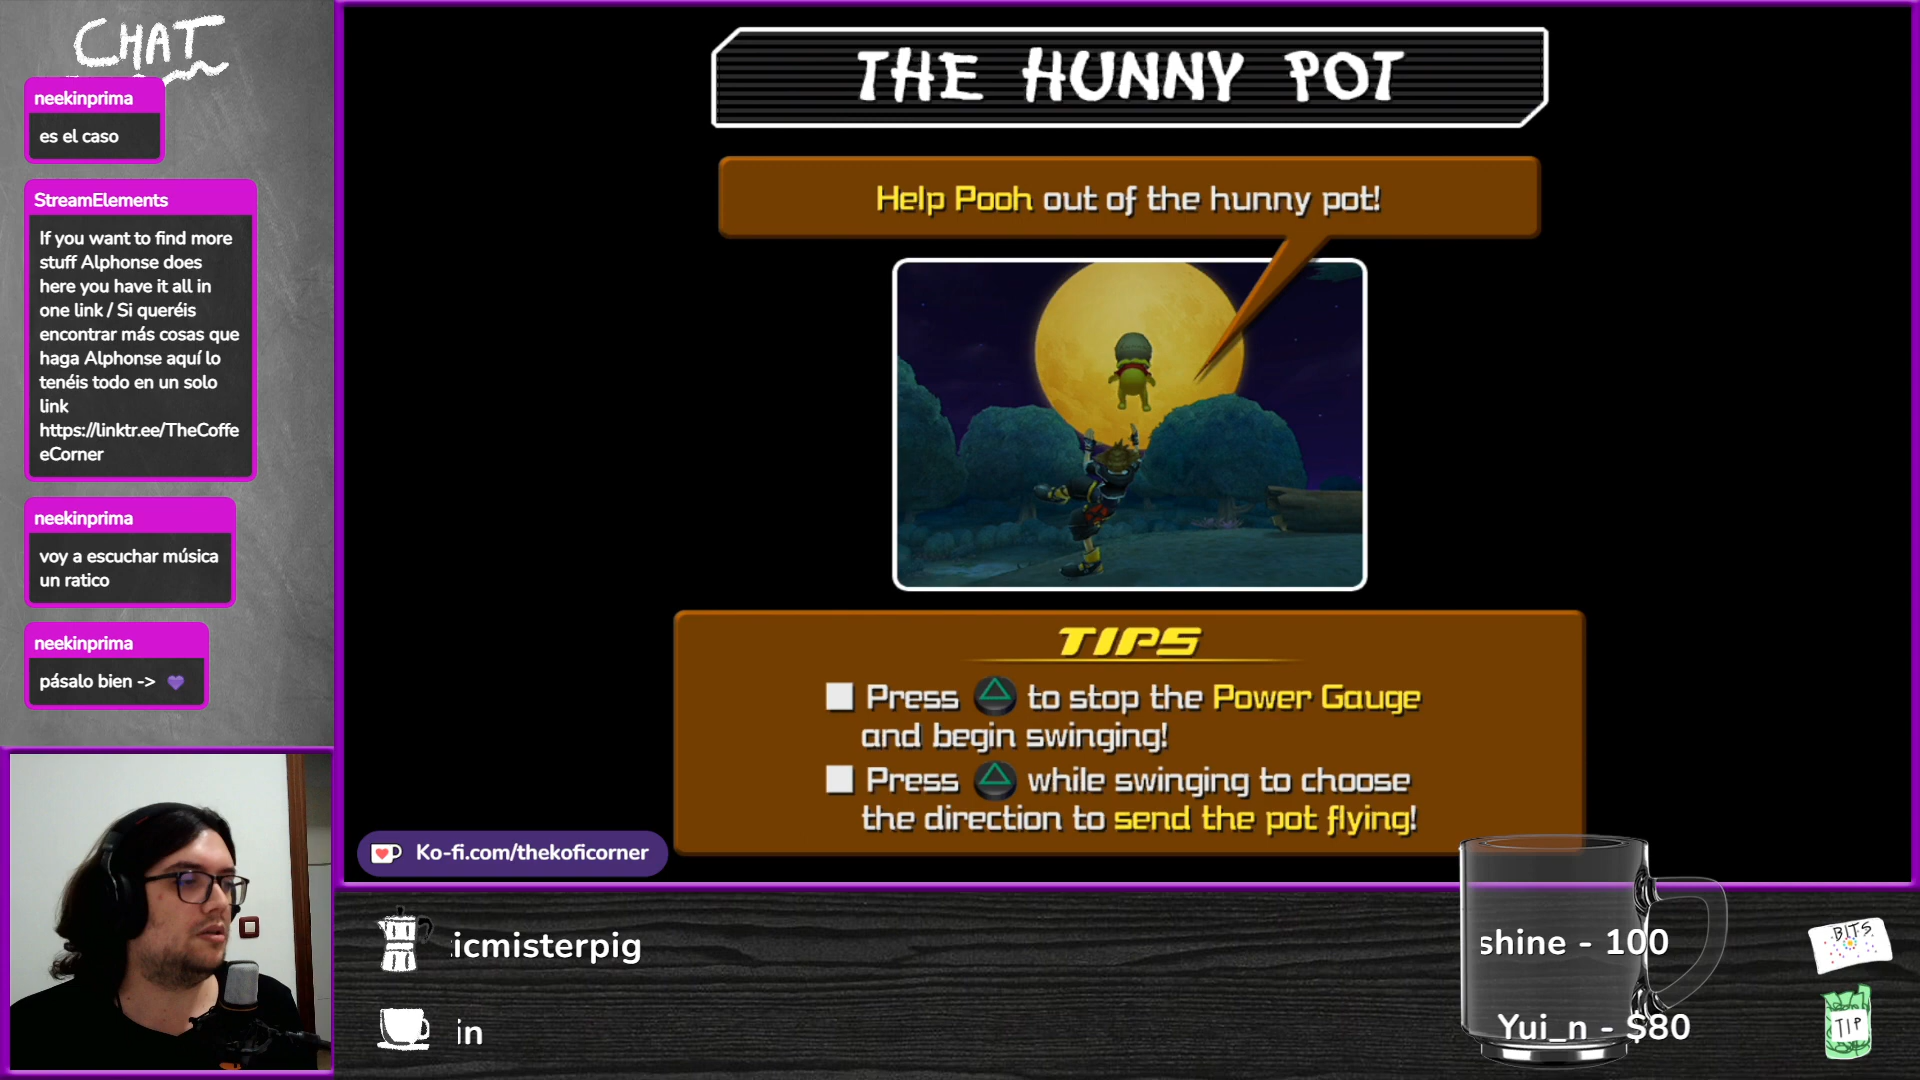 CHAT
neekinprima
es el caso
StreamElements
If you want to find more
stuff Alphonse does
here you have it all in
one link / Si queréis
encontrar más cosas que
haga Alphonse aquí lo
tenéis todo en un solo
link
https://linktr.ee/TheCoffe
eCorner
neekinprima
voy a escuchar música
un ratico
neekinprima
pásalo bien -> 💜
THE HUNNY POT
Help Pooh out of the hunny pot!
TIPS
Press △ to stop the Power Gauge
and begin swinging!
Press △ while swinging to choose
the direction to send the pot flying!
Ko-fi.com/thekoficorner
icmisterpig
in
shine - 100
Yui_n - $80
BITS
TIP